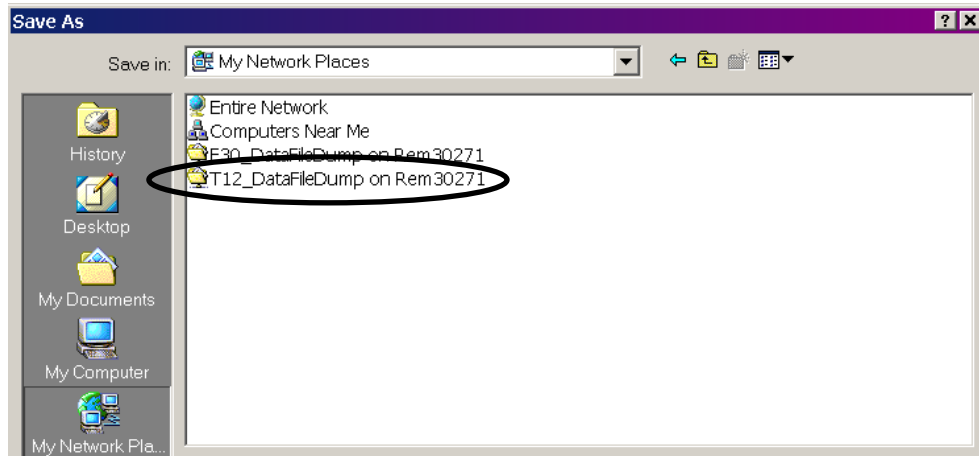 Save As
? X
Save in: My Network Places
Entire Network
Computers Near Me
F30_DataFileDump on Rem30271
T12_DataFileDump on Rem30271
History
Desktop
My Documents
My Computer
My Network Pla...